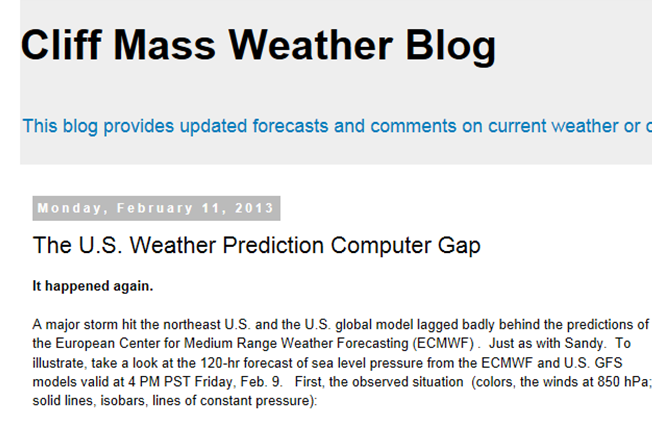 Cliff Mass Weather Blog
This blog provides updated forecasts and comments on current weather or
Monday, February 11, 2013
The U.S. Weather Prediction Computer Gap
It happened again.
A major storm hit the northeast U.S. and the U.S. global model lagged badly behind the predictions of
the European Center for Medium Range Weather Forecasting (ECMWF) .  Just as with Sandy.  To
illustrate, take a look at the 120-hr forecast of sea level pressure from the ECMWF and U.S. GFS
models valid at 4 PM PST Friday, Feb. 9.   First, the observed situation  (colors, the winds at 850 hPa;
solid lines, isobars, lines of constant pressure):